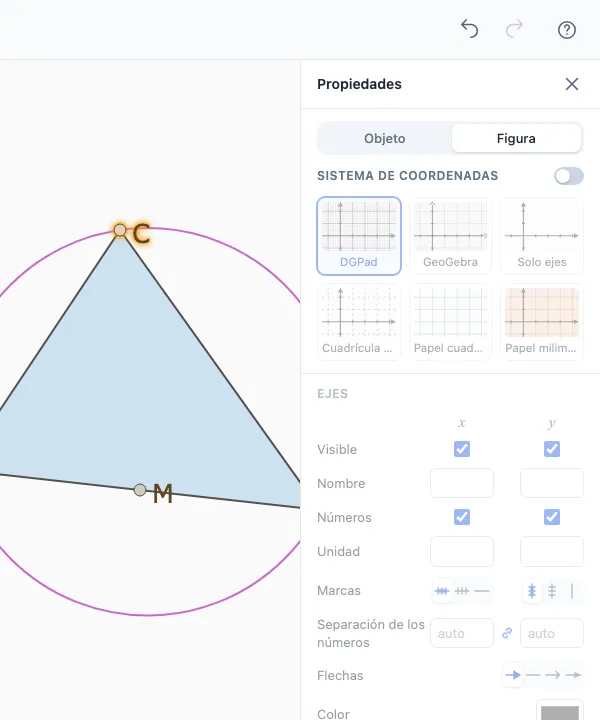 Propiedades
Objeto Figura
SISTEMA DE COORDENADAS
DGPad GeoGebra Solo ejes
Cuadrícula ... Papel cuad... Papel milim...
C
EJES
x y
Visible
Nombre
M
Números
Unidad
Marcas
Separación de los
números auto auto
Flechas
Color